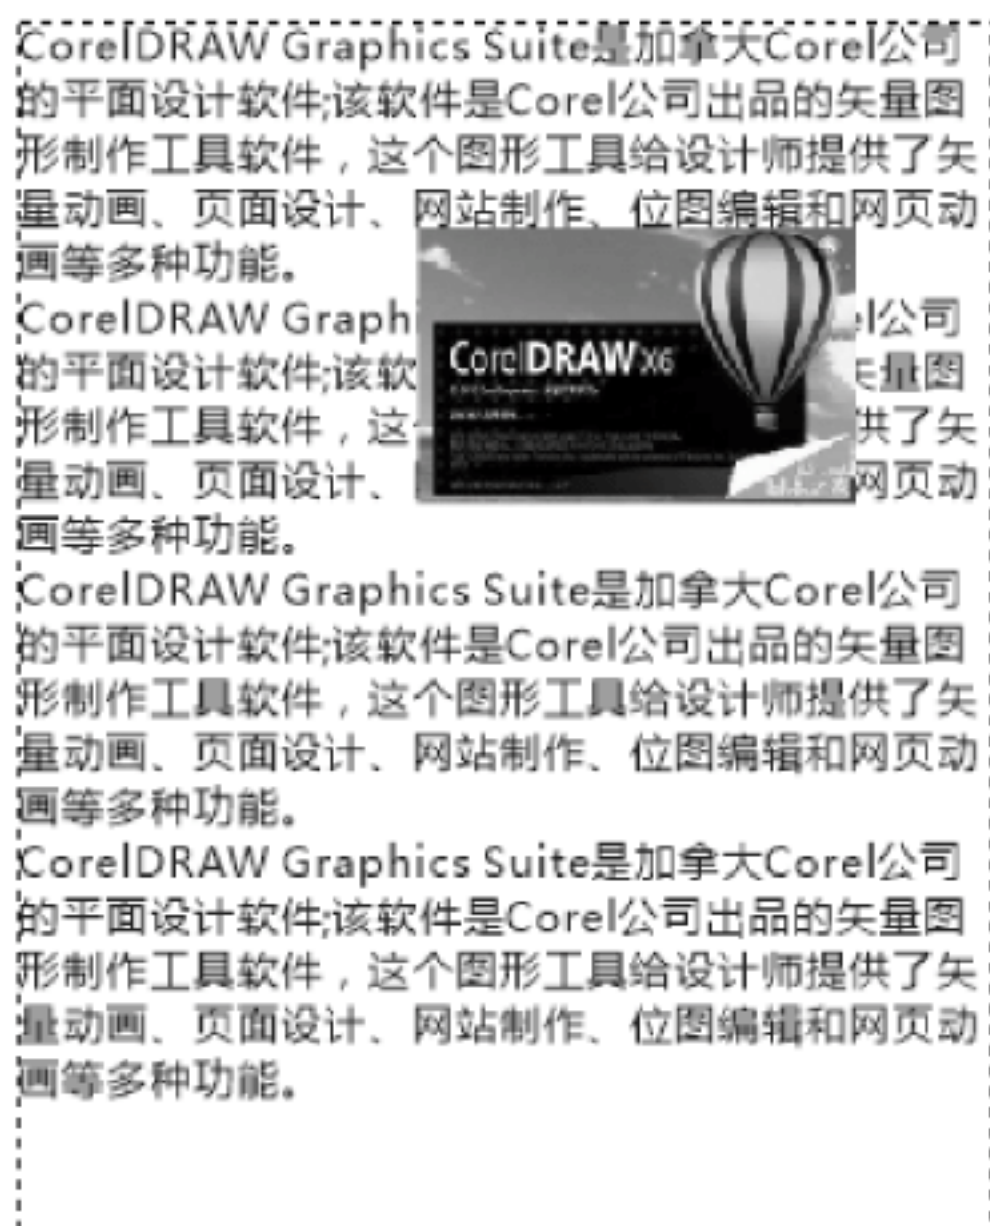 CorelDRAW Graphics Suite是加拿大Corel公司
的平面设计软件;该软件是Corel公司出品的矢量图
形制作工具软件，这个图形工具给设计师提供了矢
量动画、页面设计、网站制作、位图编辑和网页动
画等多种功能。
CorelDRAW Graph
el公司
的平面设计软件;该软
矢量图
形制作工具软件，这
供了矢
量动画、页面设计、
网页动
画等多种功能。
CorelDRAW X6
CorelDRAW Graphics Suite是加拿大Corel公司
的平面设计软件;该软件是Corel公司出品的矢量图
形制作工具软件，这个图形工具给设计师提供了矢
量动画、页面设计、网站制作、位图编辑和网页动
画等多种功能。
CorelDRAW Graphics Suite是加拿大Corel公司
的平面设计软件;该软件是Corel公司出品的矢量图
形制作工具软件，这个图形工具给设计师提供了矢
量动画、页面设计、网站制作、位图编辑和网页动
画等多种功能。